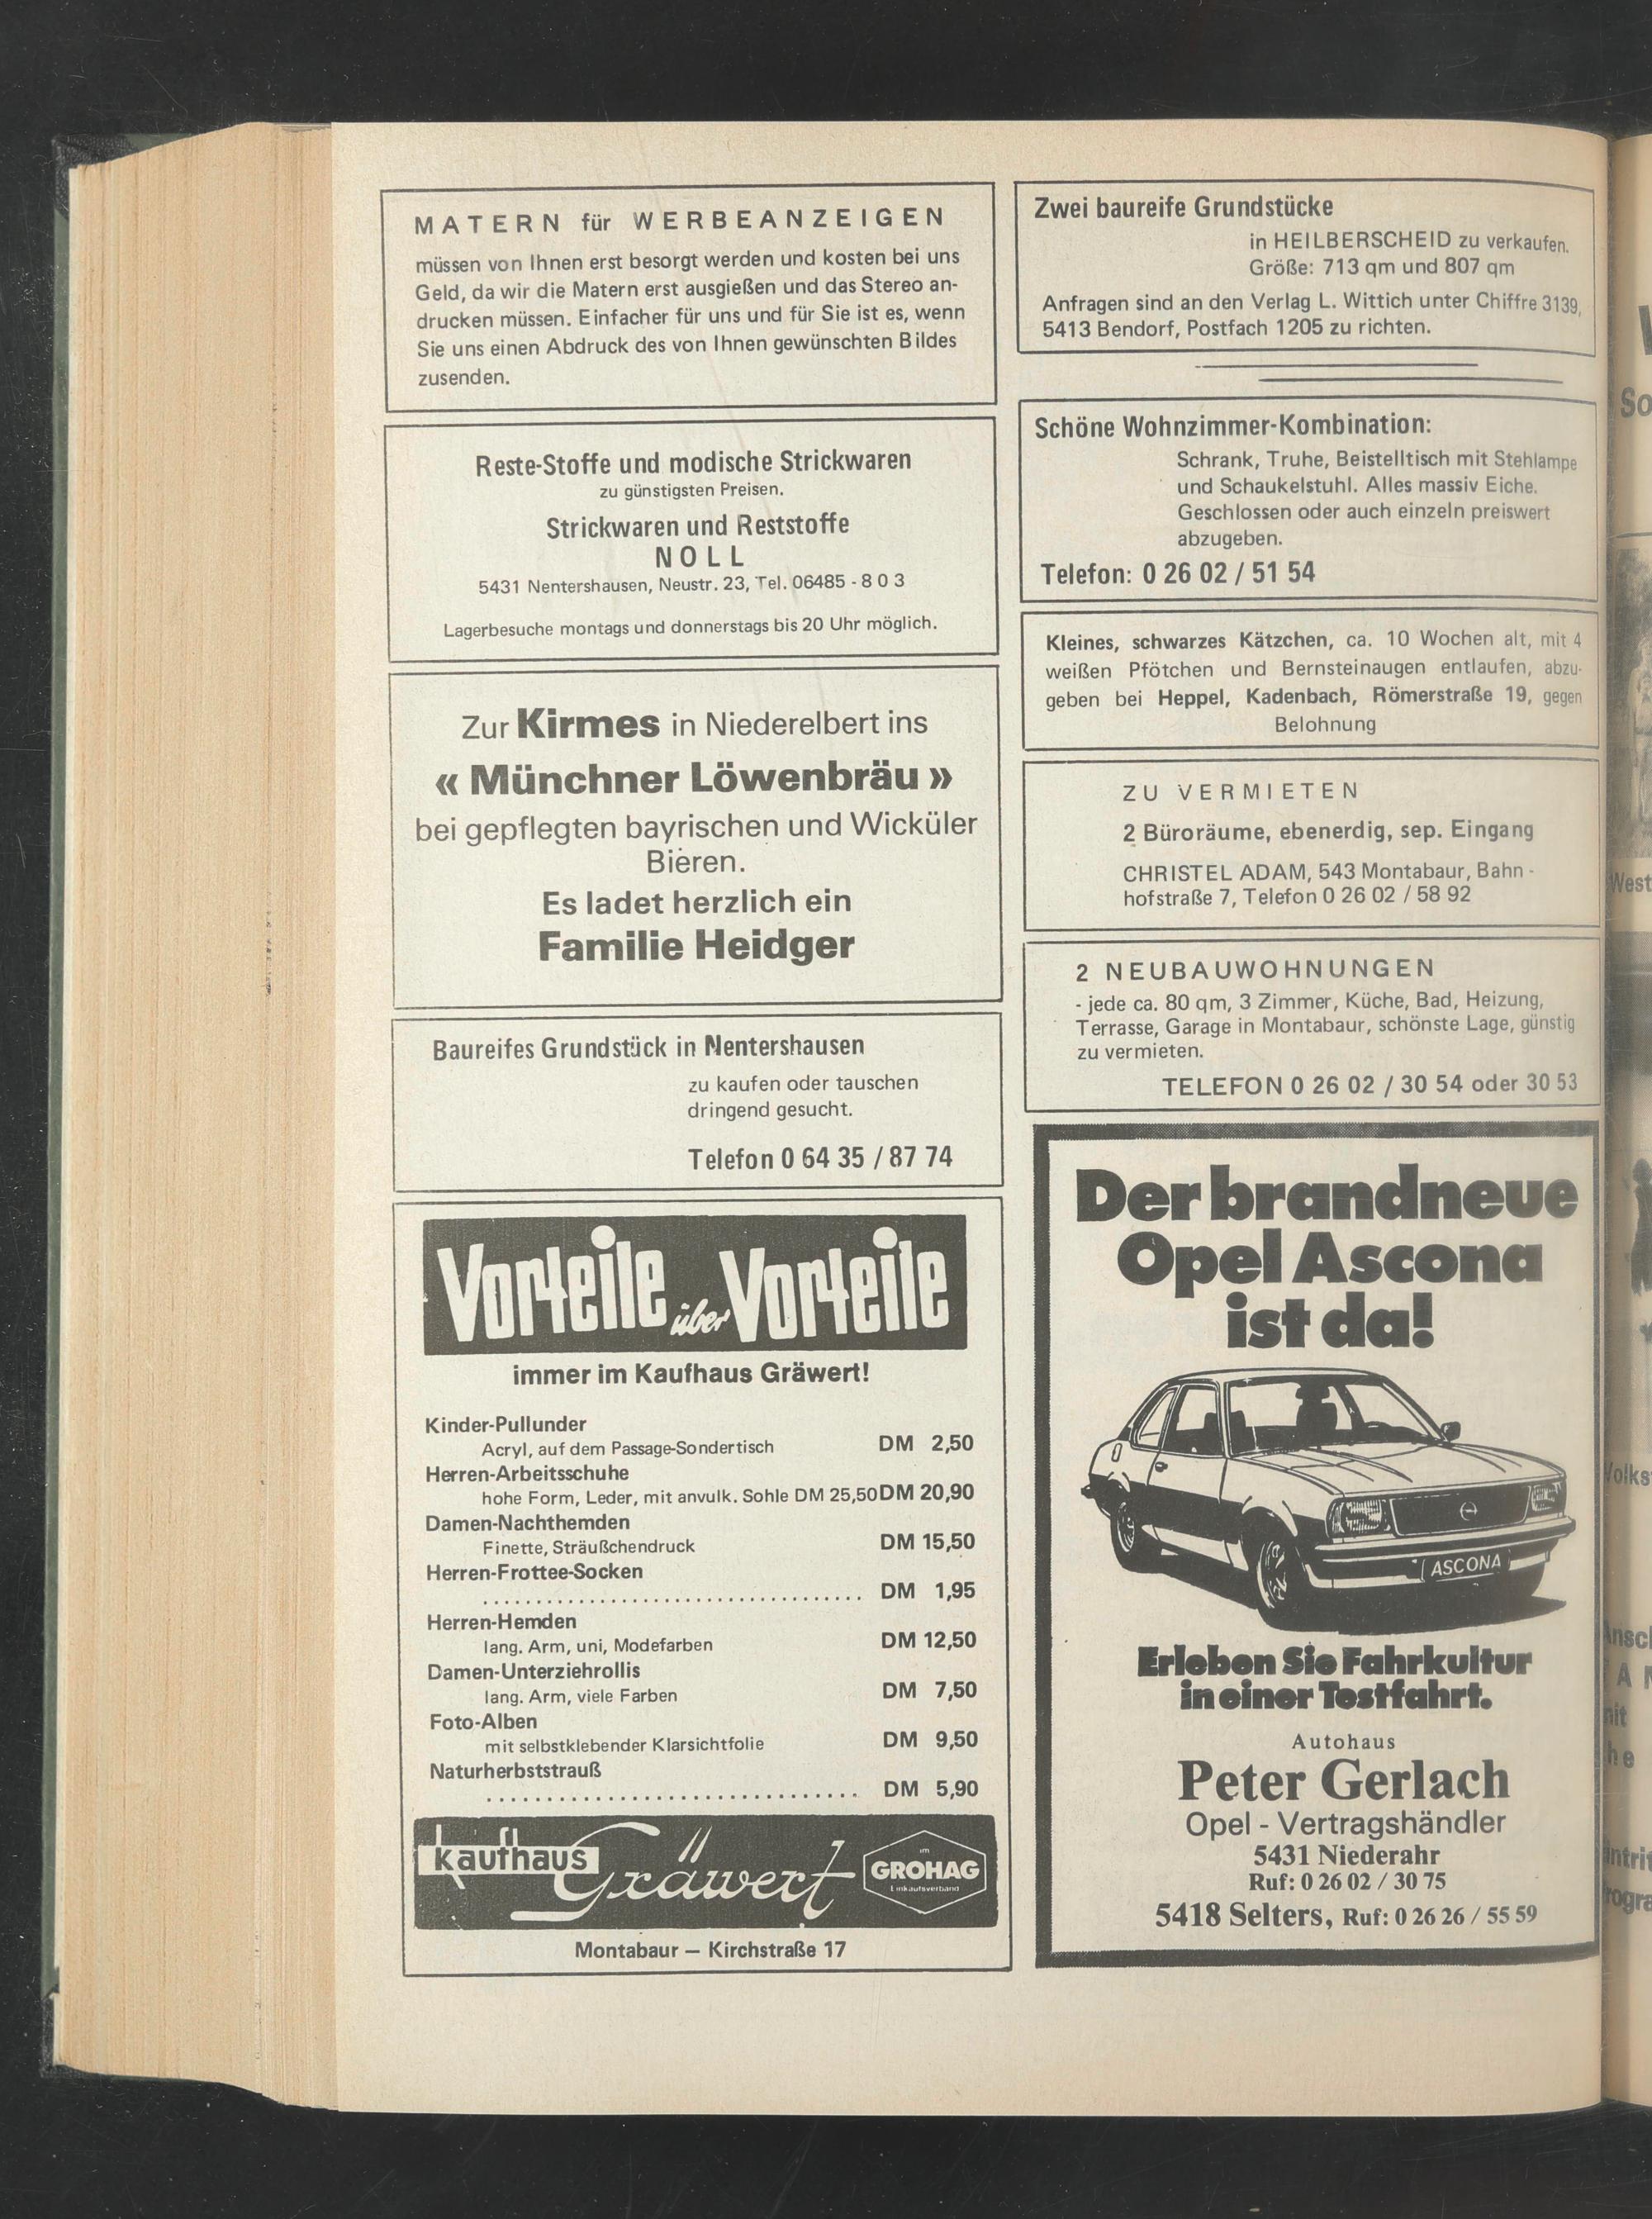 MATERN für WERBEANZEIGEN
müssen von Ihnen erst besorgt werden und kosten bei uns
Geld, da wir die Matern erst ausgießen und das Stereo an-
drucken müssen. Einfacher für uns und für Sie ist es, wenn
Sie uns einen Abdruck des von Ihnen gewünschten Bildes
zusenden.
Reste-Stoffe und modische Strickwaren
zu günstigsten Preisen.
Strickwaren und Reststoffe
NOLL
5431 Nentershausen, Neustr. 23, Tel. 06485 - 8 0 3
Lagerbesuche montags und donnerstags bis 20 Uhr möglich.
Zur Kirmes in Niederelbert ins
« Münchner Löwenbräu »
bei gepflegten bayrischen und Wicküler
Bieren.
Es ladet herzlich ein
Familie Heidger
Baureifes Grundstück in Nentershausen
zu kaufen oder tauschen
dringend gesucht.
Telefon 0 64 35 / 87 74
Vorteile über Vorteile
immer im Kaufhaus Gräwert!
Kinder-Pullunder
Acryl, auf dem Passage-Sondertisch DM 2,50
Herren-Arbeitsschuhe
hohe Form, Leder, mit anvulk. Sohle DM 25,50 DM 20,90
Damen-Nachthemden
Finette, Sträußchendruck DM 15,50
Herren-Frottee-Socken
.................................... DM 1,95
Herren-Hemden
lang. Arm, uni, Modefarben DM 12,50
Damen-Unterziehrollis
lang. Arm, viele Farben DM 7,50
Foto-Alben
mit selbstklebender Klarsichtfolie DM 9,50
Naturherbststrauß
............................... DM 5,90
kaufhaus Gräwert im GROHAG Einkaufsverband
Montabaur — Kirchstraße 17
Zwei baureife Grundstücke
in HEILBERSCHEID zu verkaufen.
Größe: 713 qm und 807 qm
Anfragen sind an den Verlag L. Wittich unter Chiffre 3139,
5413 Bendorf, Postfach 1205 zu richten.
Schöne Wohnzimmer-Kombination:
Schrank, Truhe, Beistelltisch mit Stehlampe
und Schaukelstuhl. Alles massiv Eiche.
Geschlossen oder auch einzeln preiswert
abzugeben.
Telefon: 0 26 02 / 51 54
Kleines, schwarzes Kätzchen, ca. 10 Wochen alt, mit 4
weißen Pfötchen und Bernsteinaugen entlaufen, abzu-
geben bei Heppel, Kadenbach, Römerstraße 19, gegen
Belohnung
ZU VERMIETEN
2 Büroräume, ebenerdig, sep. Eingang
CHRISTEL ADAM, 543 Montabaur, Bahn -
hofstraße 7, Telefon 0 26 02 / 58 92
2 NEUBAUWOHNUNGEN
- jede ca. 80 qm, 3 Zimmer, Küche, Bad, Heizung,
Terrasse, Garage in Montabaur, schönste Lage, günstig
zu vermieten.
TELEFON 0 26 02 / 30 54 oder 30 53
Der brandneue
Opel Ascona
ist da!
ASCONA
Erleben Sie Fahrkultur
in einer Testfahrt.
Autohaus
Peter Gerlach
Opel - Vertragshändler
5431 Niederahr
Ruf: 0 26 02 / 30 75
5418 Selters, Ruf: 0 26 26 / 55 59